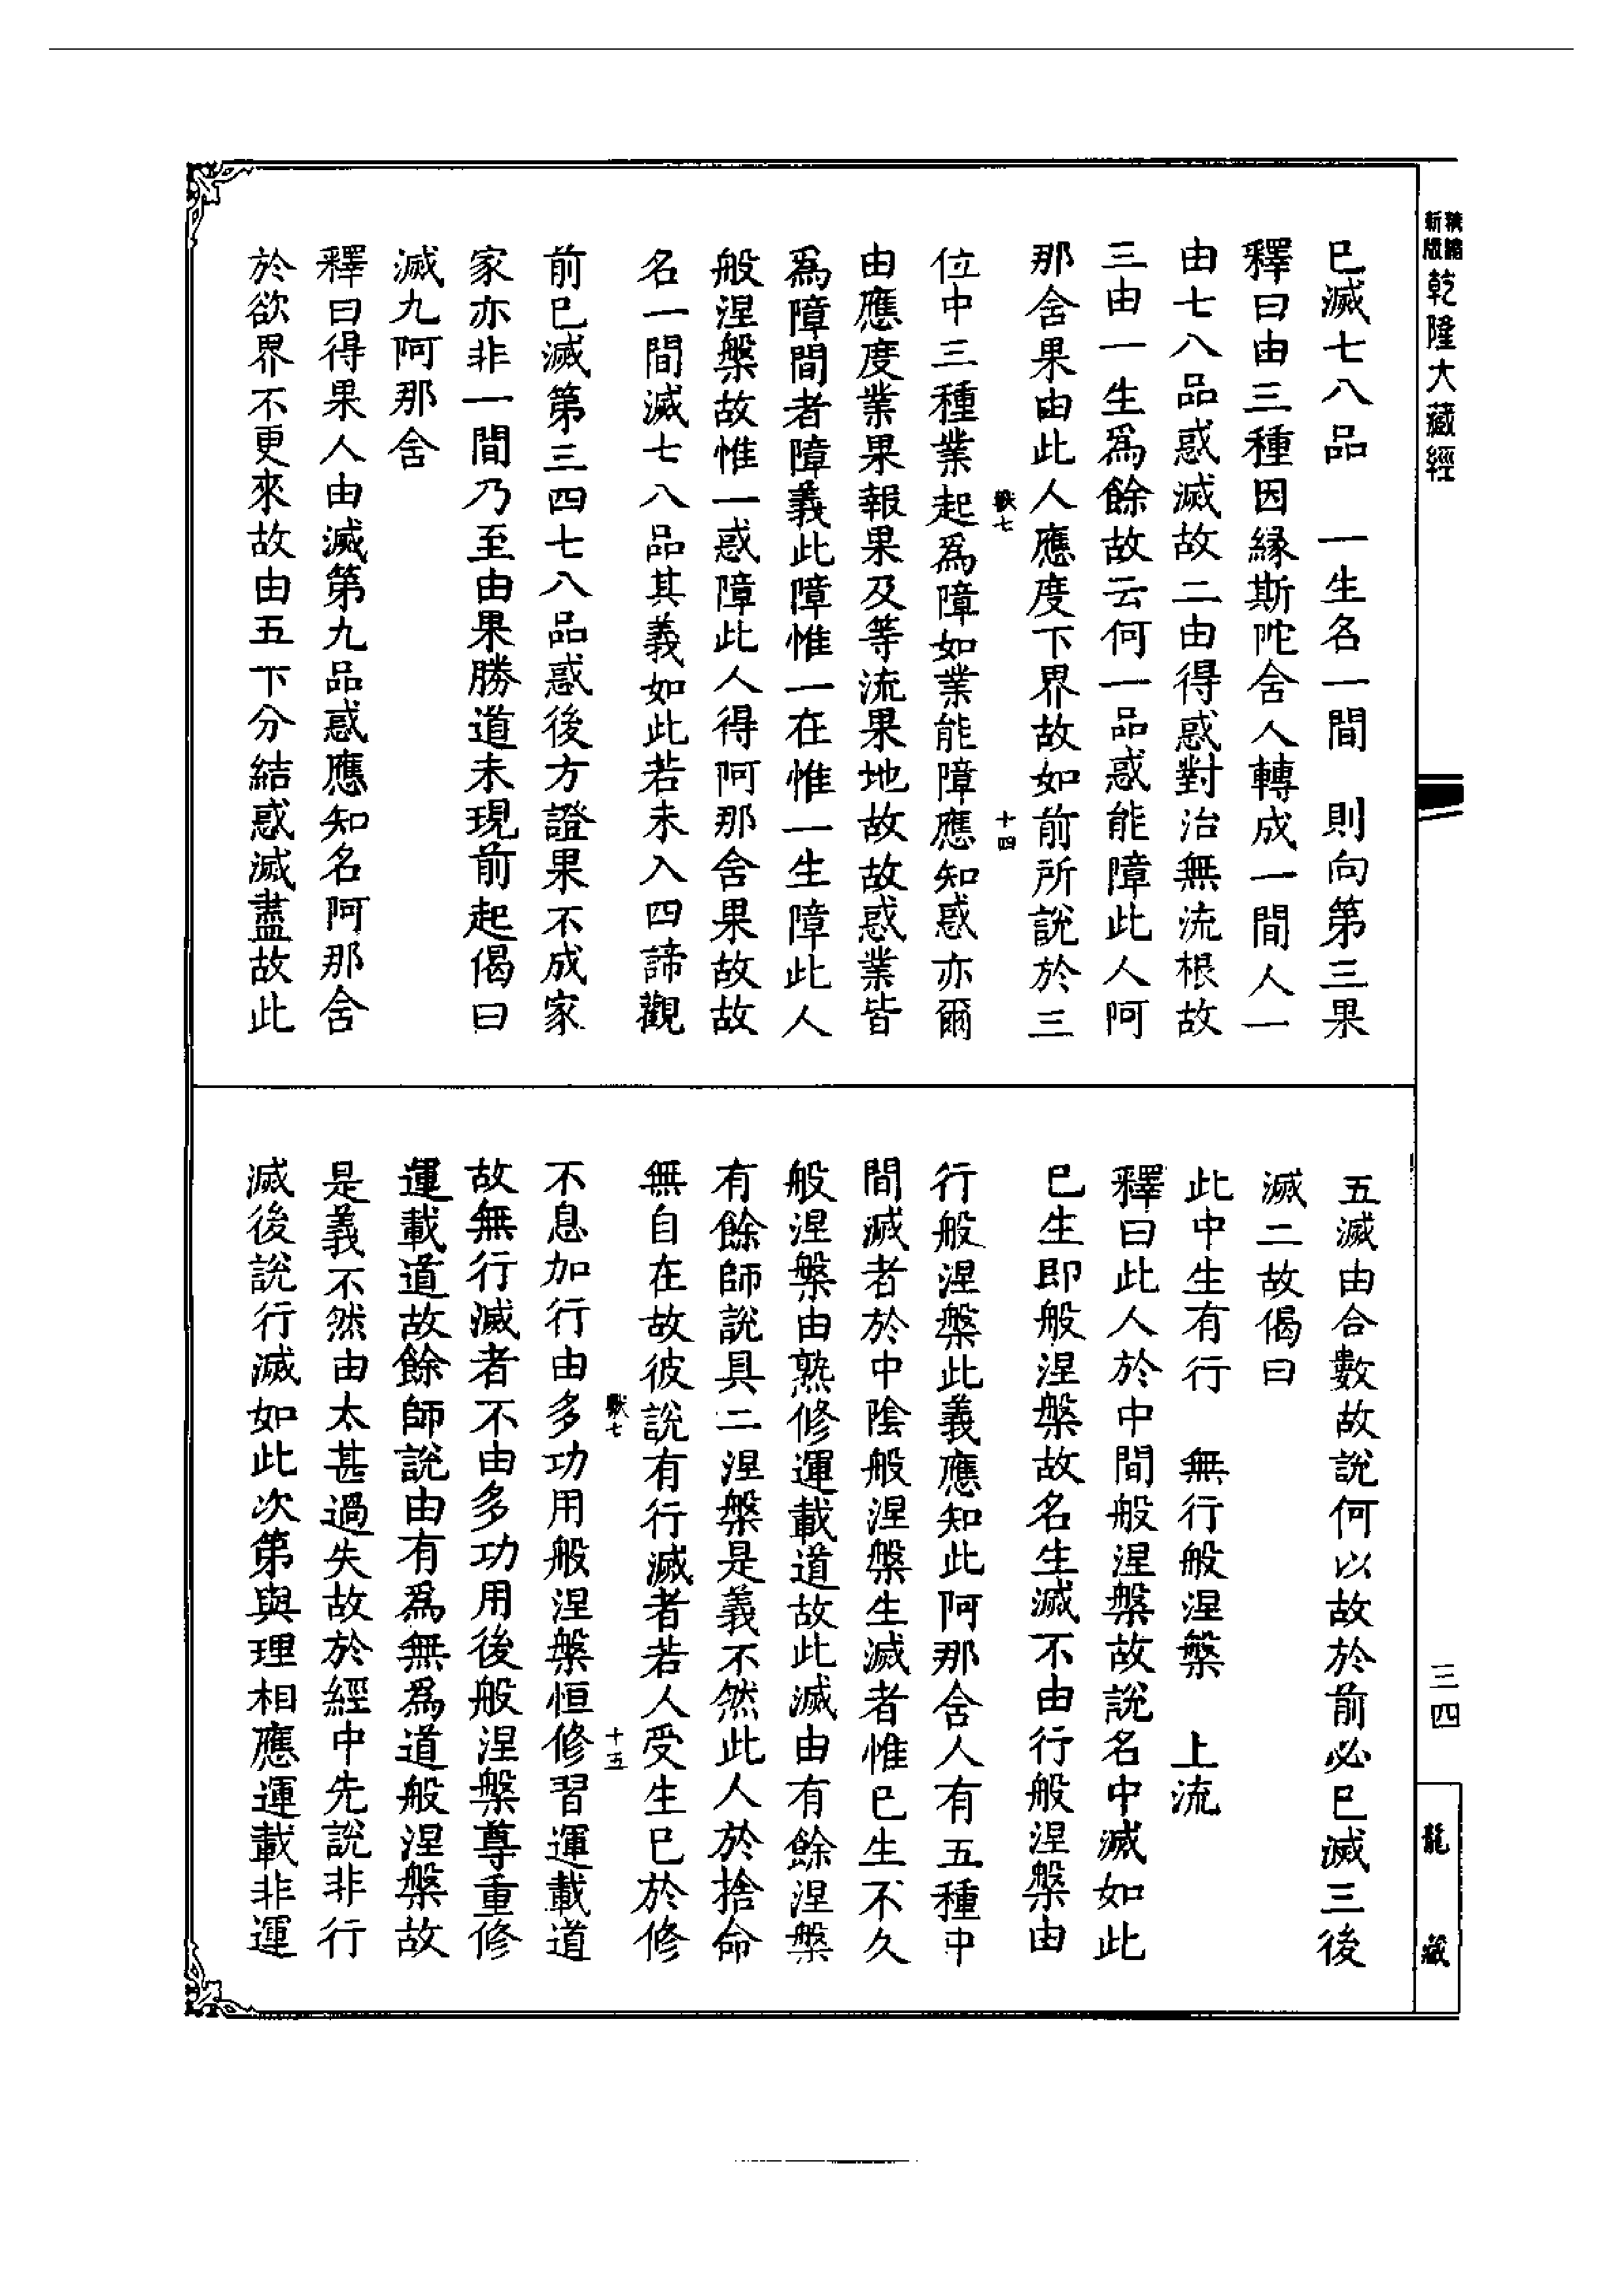 精縮新版 乾隆大藏經
已滅七八品　一生名一間　則向第三果
釋曰由三種因緣斯陀舍人轉成一間人一
由七八品惑滅故二由得惑對治無流根故
三由一生爲餘故云何一品惑能障此人阿
那舍果由此人應度下界故如前所說於三
十四
位中三種業起爲障如業能障應知惑亦爾
由應度業果報果及等流果地故故惑業皆
爲障間者障義此障惟一在惟一生障此人
般涅槃故惟一惑障此人得阿那舍果故故
名一間滅七八品其義如此若未入四諦觀
前已滅第三四七八品惑後方證果不成家
家亦非一間乃至由果勝道未現前起偈曰
滅九阿那舍
釋曰得果人由滅第九品惑應知名阿那舍
於欲界不更來故由五下分結惑滅盡故此
五滅由合數故說何以故於前必已滅三後
滅二故偈曰
此中生有行　無行般涅槃　上流
釋曰此人於中間般涅槃故說名中滅如此
已生即般涅槃故名生滅不由行般涅槃由
行般涅槃此義應知此阿那舍人有五種中
間滅者於中陰般涅槃生滅者惟已生不久
般涅槃由熟修運載道故此滅由有餘涅槃
有餘師說具二涅槃是義不然此人於捨命
無自在故彼說有行滅者若人受生已於修
十五
不息加行由多功用般涅槃恒修習運載道
故無行滅者不由多功用後般涅槃尊重修
運載道故餘師說由有爲無爲道般涅槃故
是義不然由太甚過失故於經中先說非行
滅後說行滅如此次第與理相應運載非運
三四
龍藏